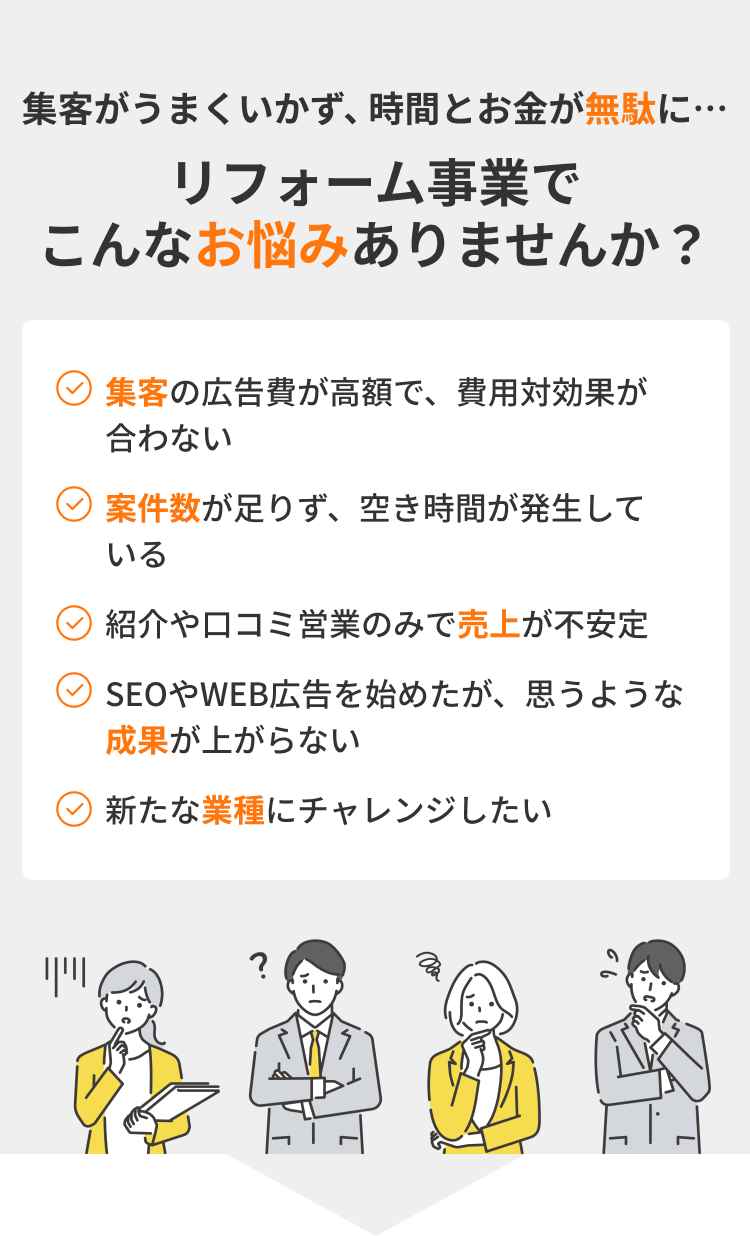 集客がうまくいかず、時間とお金が無駄に…
リフォーム事業で
こんなお悩みありませんか？
集客の広告費が高額で、費用対効果が
合わない
案件数が足りず、空き時間が発生して
いる
紹介や口コミ営業のみで売上が不安定
SEOやWEB広告を始めたが、思うような
成果が上がらない
新たな業種にチャレンジしたい
?